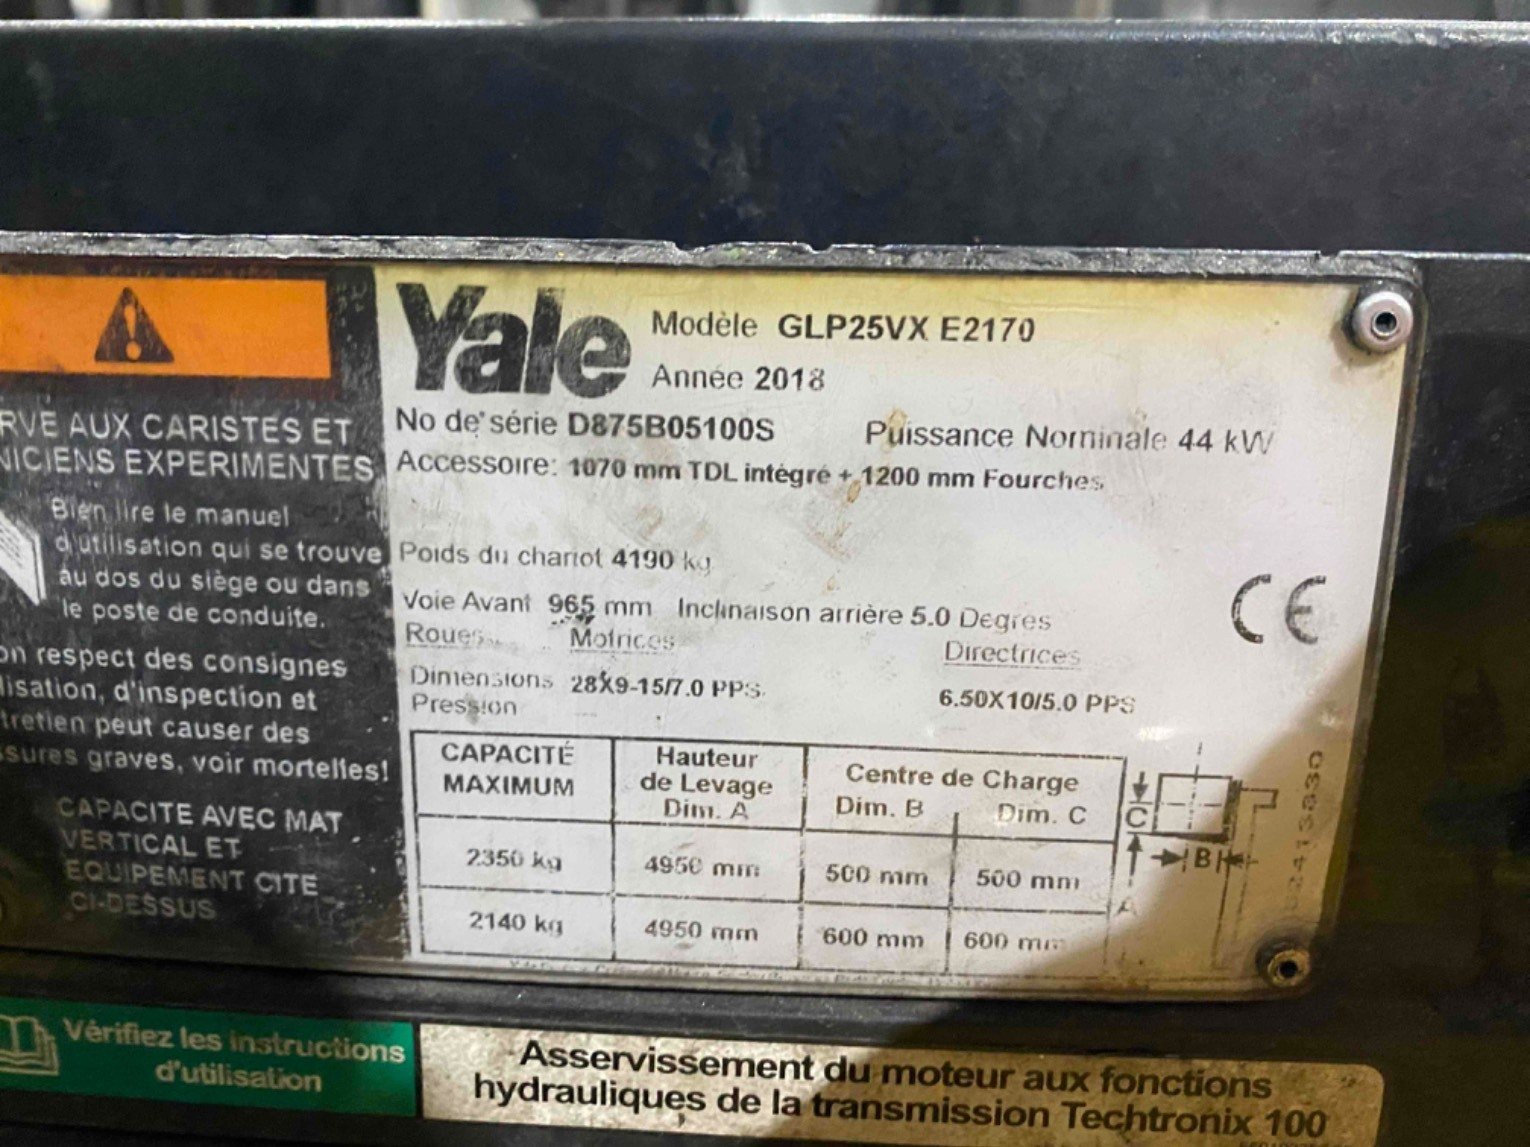 Yale
Modèle GLP25VX E2170
Année 2018
No de série D875B05100S Puissance Nominale 44 kW
Accessoire: 1070 mm TDL intégré + 1200 mm Fourches
Poids du chariot 4190 kg
Voie Avant 965 mm Inclinaison arrière 5.0 Degrés
Roues Motrices Directrices
Dimensions 28X9-15/7.0 PPS 6.50X10/5.0 PPS
Pression
CE
CAPACITÉ MAXIMUM Hauteur de Levage Dim. A Centre de Charge Dim. B Dim. C
2350 kg 4950 mm 500 mm 500 mm
2140 kg 4950 mm 600 mm 600 mm
C
B
A
RVE AUX CARISTES ET
NICIENS EXPERIMENTES
Bien lire le manuel
d'utilisation qui se trouve
au dos du siège ou dans
le poste de conduite.
on respect des consignes
lisation, d'inspection et
tretien peut causer des
ssures graves, voir mortelles!
CAPACITE AVEC MAT
VERTICAL ET
EQUIPEMENT CITE
CI-DESSUS
Vérifiez les instructions
d'utilisation
Asservissement du moteur aux fonctions
hydrauliques de la transmission Techtronix 100